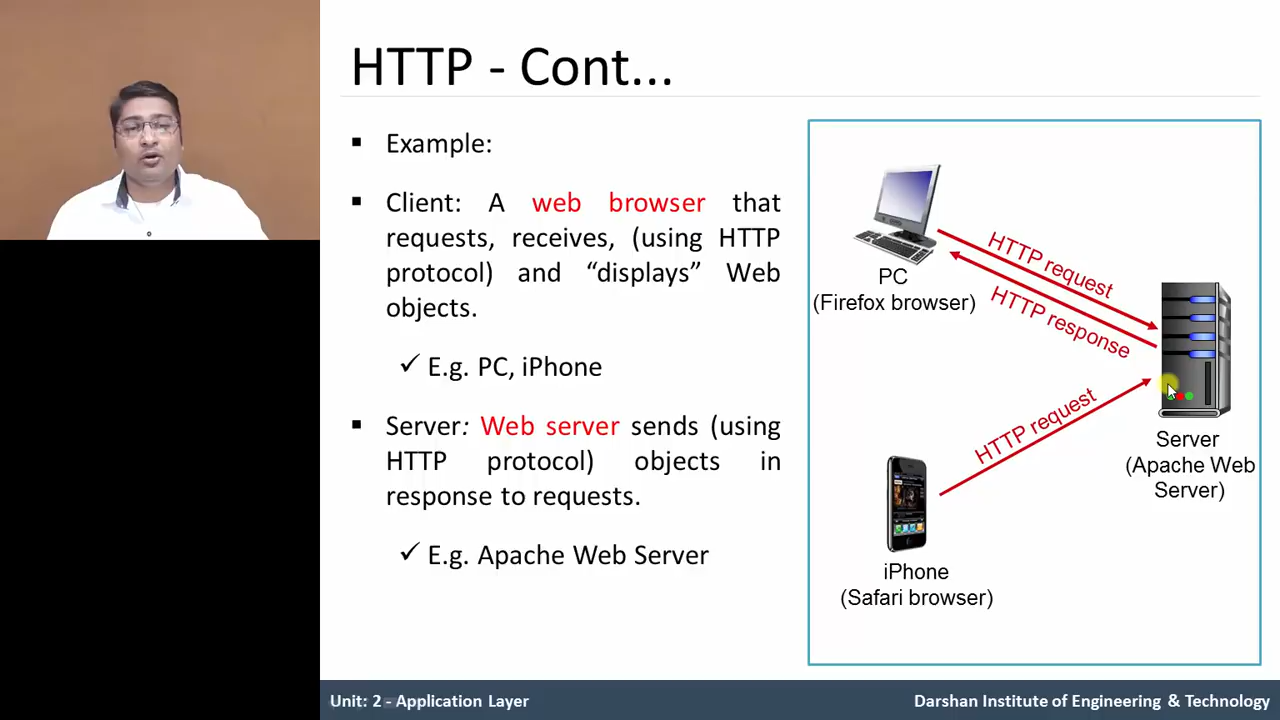 HTTP - Cont...
▪ Example:
▪ Client: A web browser that
requests, receives, (using HTTP
protocol) and “displays” Web
objects.
✓ E.g. PC, iPhone
▪ Server: Web server sends (using
HTTP protocol) objects in
response to requests.
✓ E.g. Apache Web Server
PC
(Firefox browser)
HTTP request
HTTP response
HTTP request
Server
(Apache Web
Server)
iPhone
(Safari browser)
Unit: 2 - Application Layer
Darshan Institute of Engineering & Technology